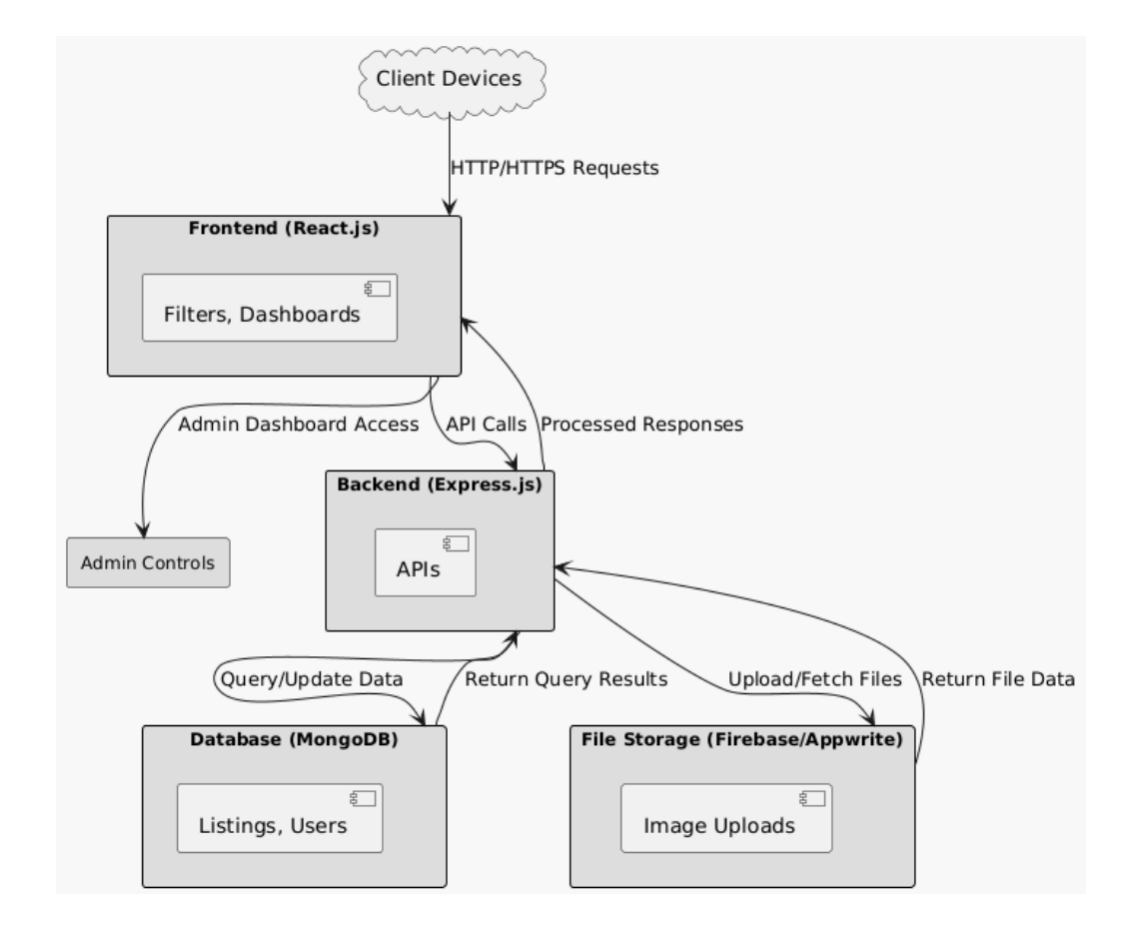 Client Devices
HTTP/HTTPS Requests
Frontend (React.js)
Filters, Dashboards
Admin Dashboard Access
API Calls
Processed Responses
Backend (Express.js)
Admin Controls
APIs
Query/Update Data
Return Query Results
Upload/Fetch Files
Return File Data
Database (MongoDB)
File Storage (Firebase/Appwrite)
Listings, Users
Image Uploads